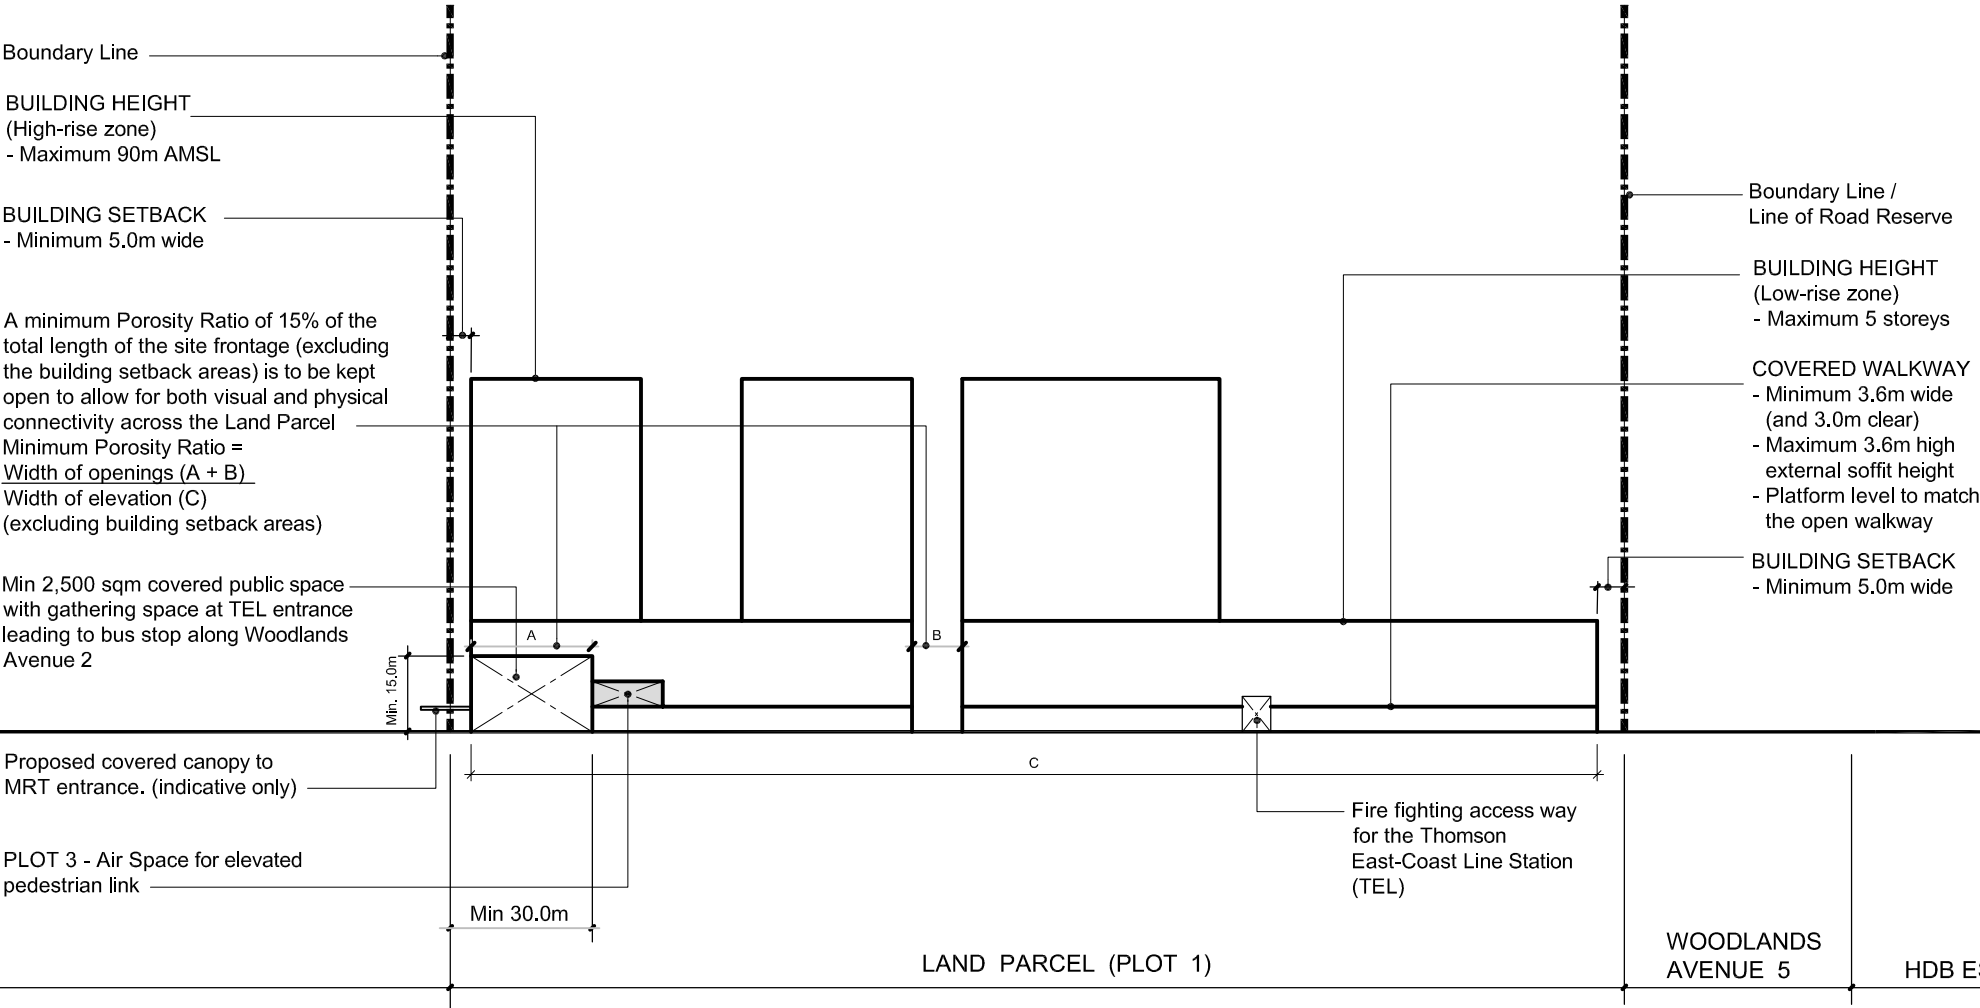 Boundary Line
BUILDING HEIGHT
(High-rise zone)
- Maximum 90m AMSL
BUILDING SETBACK
- Minimum 5.0m wide
A minimum Porosity Ratio of 15% of the
total length of the site frontage (excluding
the building setback areas) is to be kept
open to allow for both visual and physical
connectivity across the Land Parcel
Minimum Porosity Ratio =
Width of openings (A + B)
Width of elevation (C)
(excluding building setback areas)
Min 2,500 sqm covered public space
with gathering space at TEL entrance
leading to bus stop along Woodlands
Avenue 2
Proposed covered canopy to
MRT entrance. (indicative only)
PLOT 3 - Air Space for elevated
pedestrian link
Min. 15.0m
A
B
C
Min 30.0m
Boundary Line /
Line of Road Reserve
BUILDING HEIGHT
(Low-rise zone)
- Maximum 5 storeys
COVERED WALKWAY
- Minimum 3.6m wide
(and 3.0m clear)
- Maximum 3.6m high
external soffit height
- Platform level to match
the open walkway
BUILDING SETBACK
- Minimum 5.0m wide
Fire fighting access way
for the Thomson
East-Coast Line Station
(TEL)
LAND PARCEL (PLOT 1)
WOODLANDS
AVENUE 5
HDB